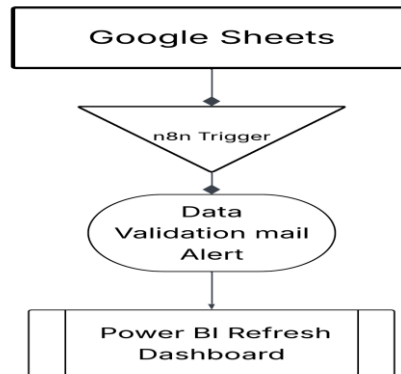 Google Sheets
n8n Trigger
Data
Validation mail
Alert
Power BI Refresh
Dashboard